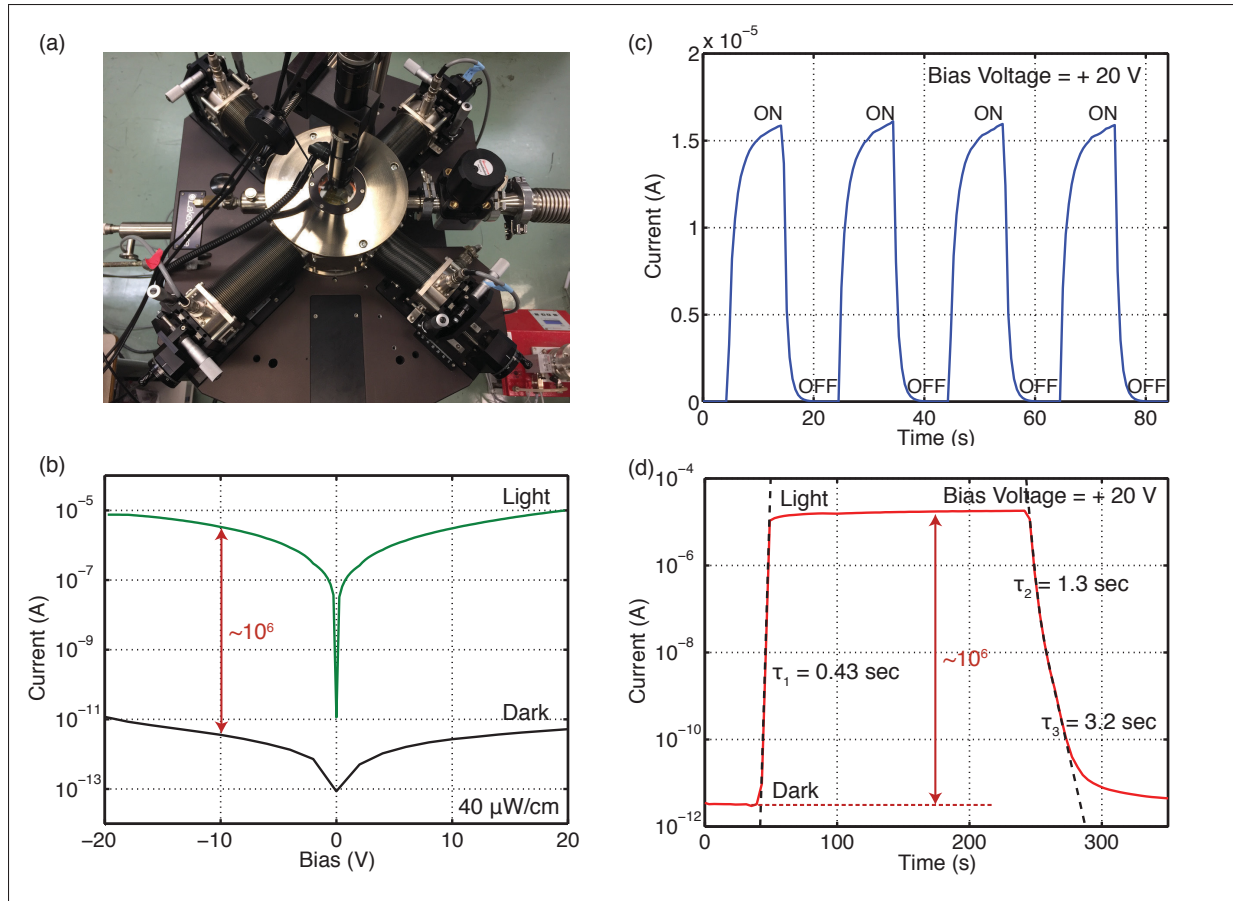 (a)
(c)
2 x 10⁻⁵
Bias Voltage = + 20 V
ON
ON
ON
ON
1.5
1
0.5
0
OFF
OFF
OFF
OFF
0
20
40
60
80
Current (A)
Time (s)
(b)
10⁻⁵
10⁻⁷
10⁻⁹
10⁻¹¹
10⁻¹³
Light
~10⁶
Dark
40 μW/cm
−20
−10
0
10
20
Current (A)
Bias (V)
(d)
10⁻⁴
10⁻⁶
10⁻⁸
10⁻¹⁰
10⁻¹²
Light
Bias Voltage = + 20 V
τ₂ = 1.3 sec
τ₁ = 0.43 sec
~10⁶
τ₃ = 3.2 sec
Dark
0
100
200
300
Current (A)
Time (s)